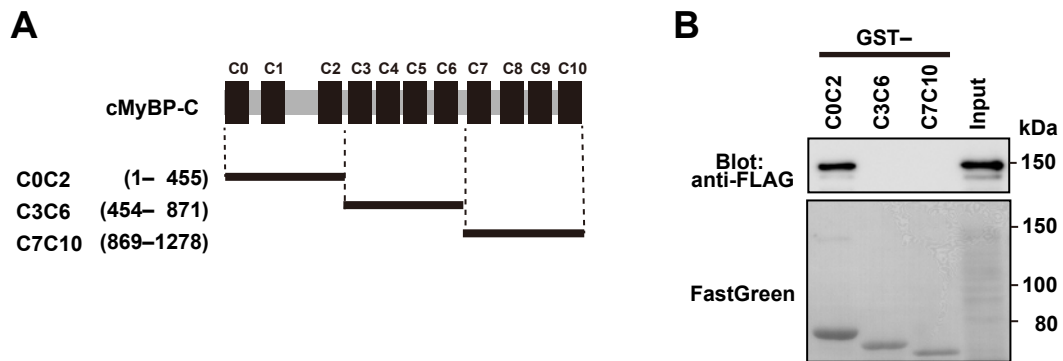 A
C0 C1 C2 C3 C4 C5 C6 C7 C8 C9 C10
cMyBP-C
C0C2 (1– 455)
C3C6 (454– 871)
C7C10 (869–1278)
B
GST–
C0C2 C3C6 C7C10 Input
kDa
Blot:
anti-FLAG
150
FastGreen
150
100
80